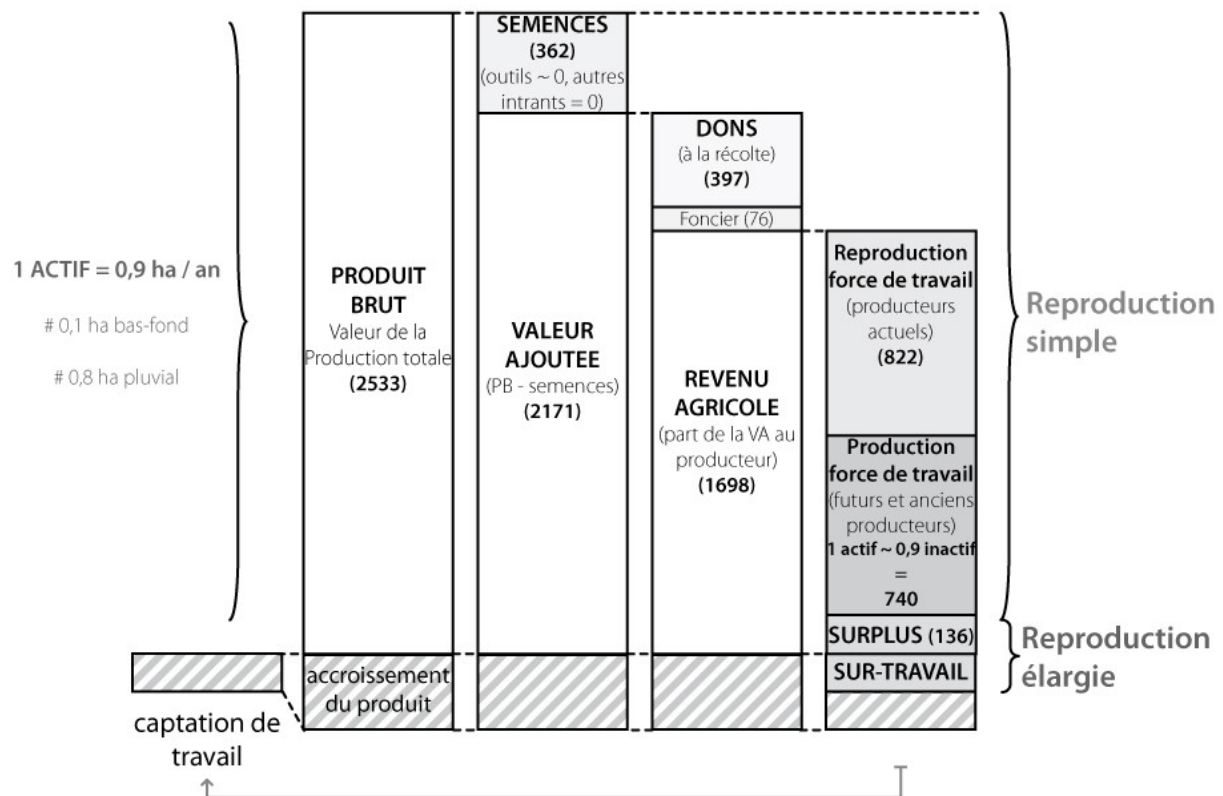 1 ACTIF = 0,9 ha / an
# 0,1 ha bas-fond
# 0,8 ha pluvial
PRODUIT
BRUT
Valeur de la
Production totale
(2533)
accroissement
du produit
captation de
travail
SEMENCES
(362)
(outils ~ 0, autres
intrants = 0)
VALEUR
AJOUTEE
(PB - semences)
(2171)
DONS
(à la récolte)
(397)
Foncier (76)
REVENU
AGRICOLE
(part de la VA au
producteur)
(1698)
Reproduction
force de travail
(producteurs
actuels)
(822)
Production
force de travail
(futurs et anciens
producteurs)
1 actif ~ 0,9 inactif
=
740
SURPLUS (136)
SUR-TRAVAIL
Reproduction
simple
Reproduction
élargie